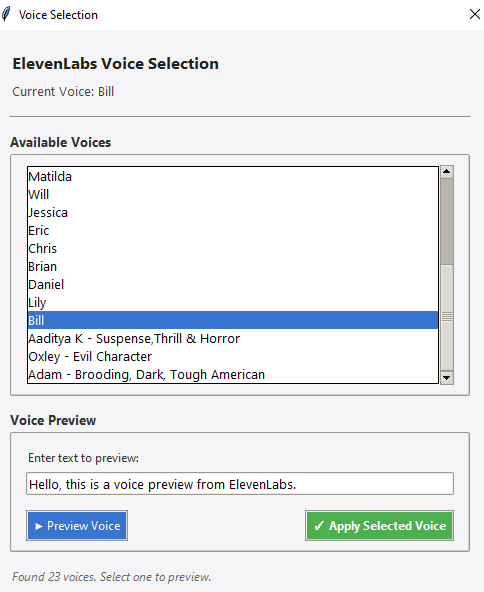 Voice Selection
ElevenLabs Voice Selection
Current Voice: Bill
Available Voices
Matilda
Will
Jessica
Eric
Chris
Brian
Daniel
Lily
Bill
Aaditya K - Suspense,Thrill & Horror
Oxley - Evil Character
Adam - Brooding, Dark, Tough American
Voice Preview
Enter text to preview:
Hello, this is a voice preview from ElevenLabs.
► Preview Voice
✓ Apply Selected Voice
Found 23 voices. Select one to preview.